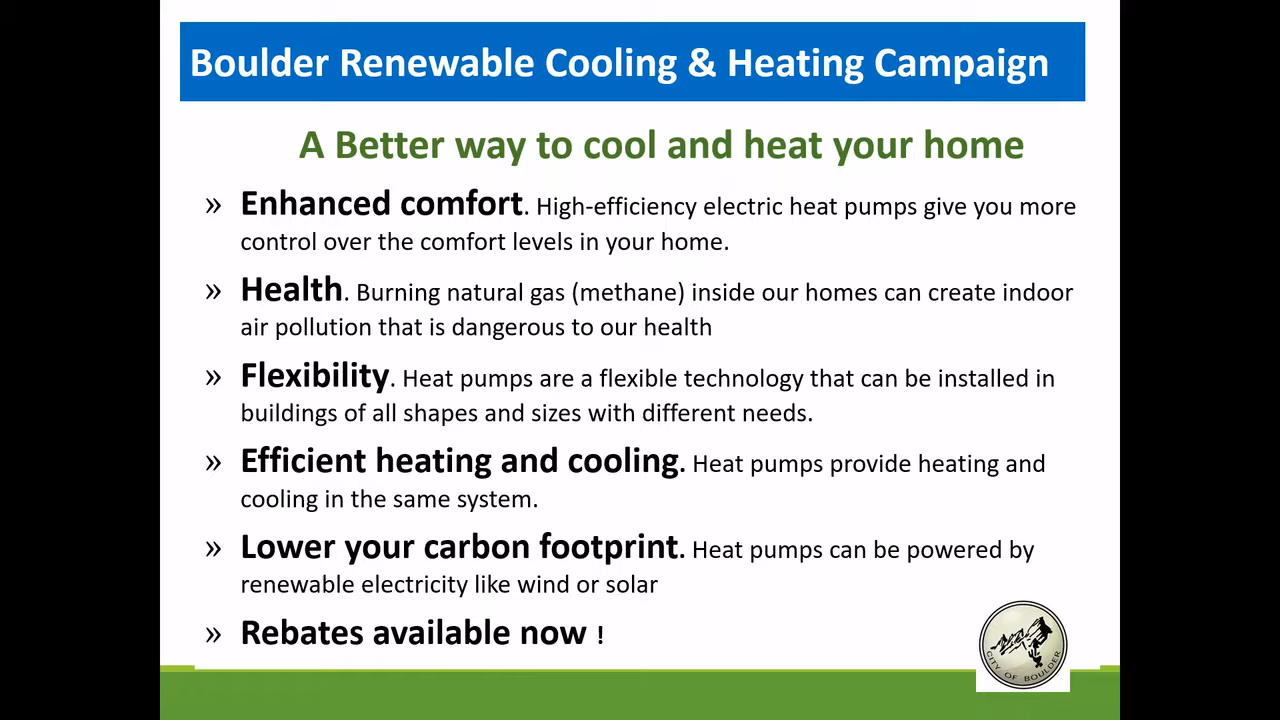 Boulder Renewable Cooling & Heating Campaign
A Better way to cool and heat your home
» Enhanced comfort. High-efficiency electric heat pumps give you more
control over the comfort levels in your home.
» Health. Burning natural gas (methane) inside our homes can create indoor
air pollution that is dangerous to our health
» Flexibility. Heat pumps are a flexible technology that can be installed in
buildings of all shapes and sizes with different needs.
» Efficient heating and cooling. Heat pumps provide heating and
cooling in the same system.
» Lower your carbon footprint. Heat pumps can be powered by
renewable electricity like wind or solar
» Rebates available now !
CITY OF BOULDER